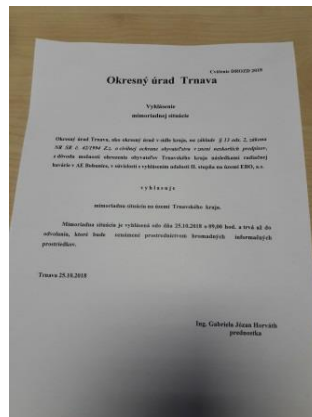 Cvičenie DROZD 2018
Okresný úrad Trnava
Vyhlásenie
mimoriadnej situácie
Okresný úrad Trnava, ako okresný úrad v sídle kraja, na základe § 13 ods. 2, zákona
NR SR č. 42/1994 Z.z. o civilnej ochrane obyvateľstva v znení neskorších predpisov,
z dôvodu možnosti ohrozenia obyvateľov Trnavského kraja následkami radiačnej
havárie v AE Bohunice, v súvislosti s vyhlásením udalosti II. stupňa na území EBO, a.s.
vyhlasuje
mimoriadnu situáciu na území Trnavského kraja.
Mimoriadna situácia je vyhlásená odo dňa 25.10.2018 o 09,00 hod. a trvá až do
odvolania, ktoré bude oznámené prostredníctvom hromadných informačných
prostriedkov.
Trnava 25.10.2018
Ing. Gabriela Józan Horváth
prednostka